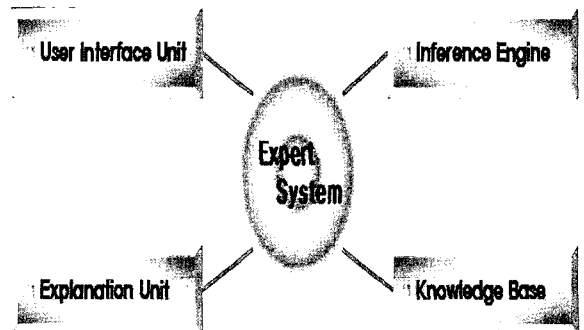 User Interface Unit
Inference Engine
Expert
System
Explanation Unit
Knowledge Base